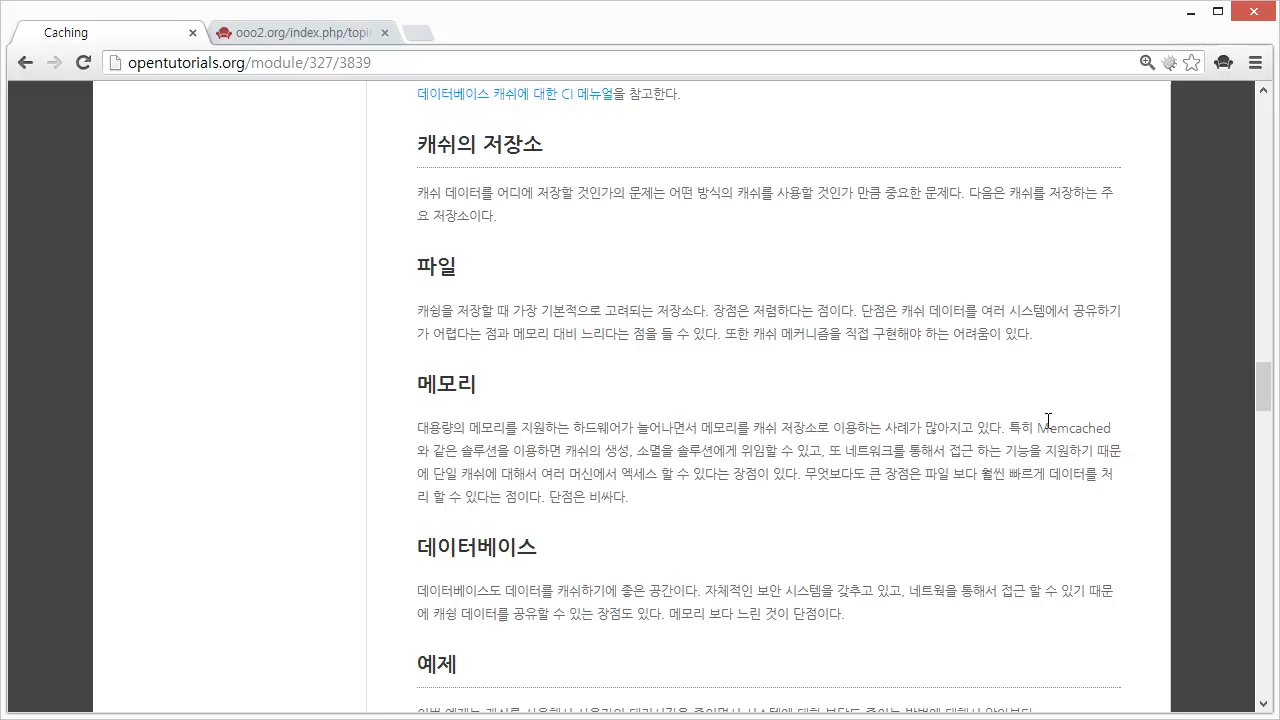 Caching
ooo2.org/index.php/topi
opentutorials.org/module/327/3839
데이터베이스 캐쉬에 대한 CI 메뉴얼을 참고한다.
캐쉬의 저장소
캐쉬 데이터를 어디에 저장할 것인가의 문제는 어떤 방식의 캐쉬를 사용할 것인가 만큼 중요한 문제다. 다음은 캐쉬를 저장하는 주
요 저장소이다.
파일
캐슁을 저장할 때 가장 기본적으로 고려되는 저장소다. 장점은 저렴하다는 점이다. 단점은 캐쉬 데이터를 여러 시스템에서 공유하기
가 어렵다는 점과 메모리 대비 느리다는 점을 들 수 있다. 또한 캐쉬 메커니즘을 직접 구현해야 하는 어려움이 있다.
메모리
대용량의 메모리를 지원하는 하드웨어가 늘어나면서 메모리를 캐쉬 저장소로 이용하는 사례가 많아지고 있다. 특히 Memcached
와 같은 솔루션을 이용하면 캐쉬의 생성, 소멸을 솔루션에게 위임할 수 있고, 또 네트워크를 통해서 접근 하는 기능을 지원하기 때문
에 단일 캐쉬에 대해서 여러 머신에서 엑세스 할 수 있다는 장점이 있다. 무엇보다도 큰 장점은 파일 보다 훨씬 빠르게 데이터를 처
리 할 수 있다는 점이다. 단점은 비싸다.
데이터베이스
데이터베이스도 데이터를 캐쉬하기에 좋은 공간이다. 자체적인 보안 시스템을 갖추고 있고, 네트웍을 통해서 접근 할 수 있기 때문
에 캐슁 데이터를 공유할 수 있는 장점도 있다. 메모리 보다 느린 것이 단점이다.
예제